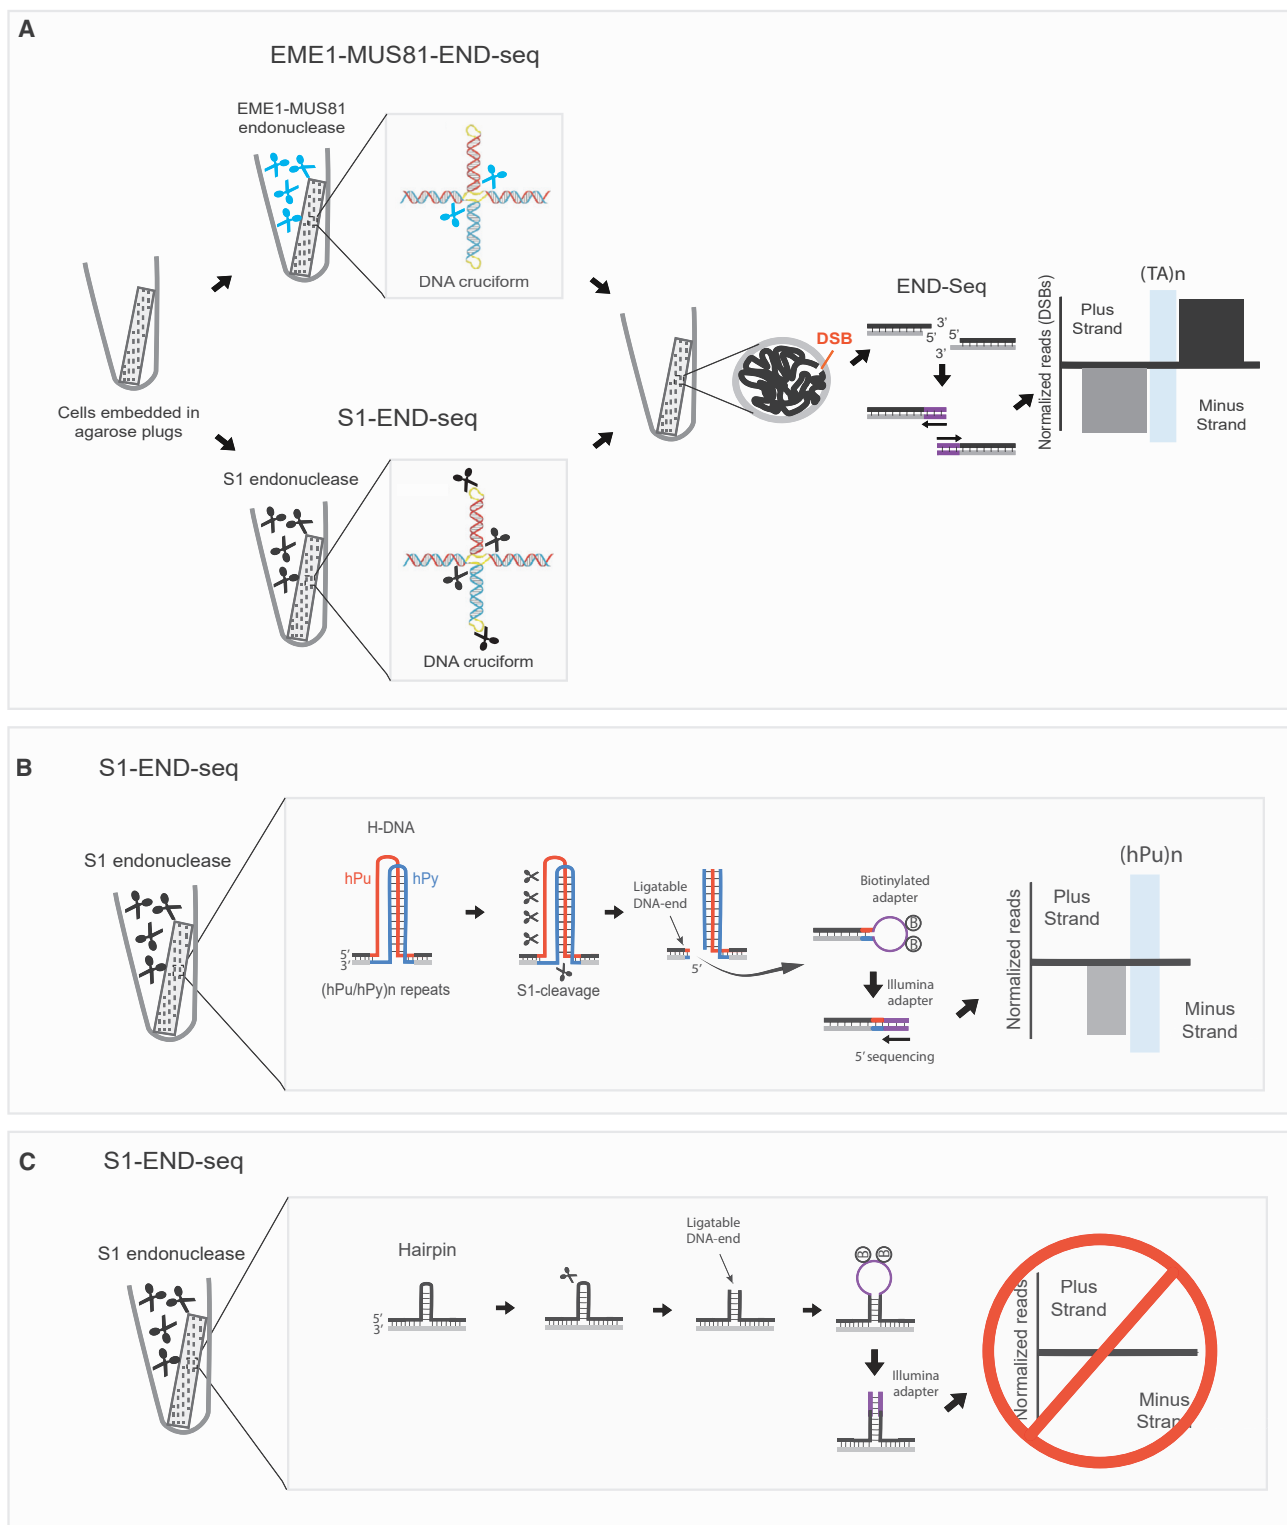 A
EME1-MUS81-END-seq
EME1-MUS81
endonuclease
DNA cruciform
Cells embedded in
agarose plugs
S1-END-seq
S1 endonuclease
DNA cruciform
DSB
END-Seq
3’
5’
5’
3’
Normalized reads (DSBs)
Plus
Strand
(TA)n
Minus
Strand
B
S1-END-seq
S1 endonuclease
H-DNA
hPu
hPy
5’
3’
(hPu/hPy)n repeats
S1-cleavage
Ligatable
DNA-end
5’
Biotinylated
adapter
B
B
Illumina
adapter
5’ sequencing
Normalized reads
Plus
Strand
(hPu)n
Minus
Strand
C
S1-END-seq
S1 endonuclease
Hairpin
5’
3’
Ligatable
DNA-end
B
B
Illumina
adapter
Normalized reads
Plus
Strand
Minus
Strand